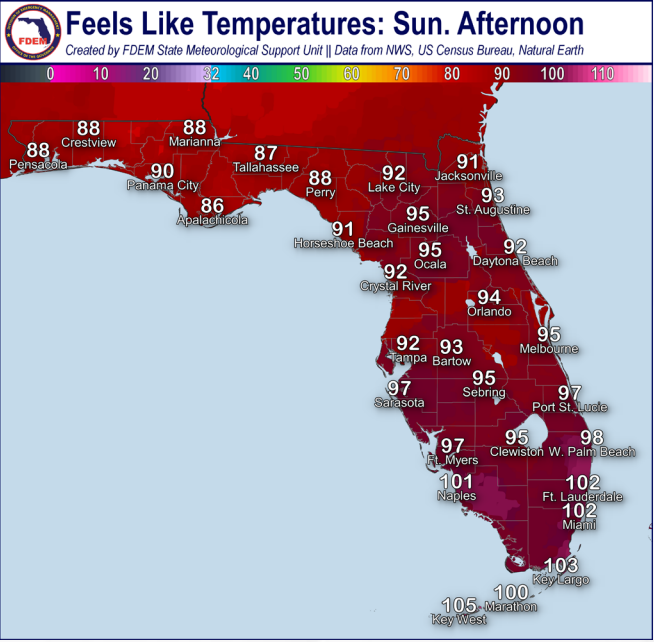 FDEM
Feels Like Temperatures: Sun. Afternoon
Created by FDEM State Meteorological Support Unit || Data from NWS, US Census Bureau, Natural Earth
0 10 20 32 40 50 60 70 80 90 100 110
88
Crestview
88
Marianna
88
Pensacola
87
Tallahassee
90
Panama City
88
Perry
92
Lake City
91
Jacksonville
86
Apalachicola
93
St. Augustine
95
Gainesville
91
Horseshoe Beach
95
Ocala
92
Daytona Beach
92
Crystal River
94
Orlando
92
Tampa
93
Bartow
95
Melbourne
97
Sarasota
95
Sebring
97
Port St. Lucie
97
Ft. Myers
95
Clewiston
98
W. Palm Beach
101
Naples
102
Ft. Lauderdale
102
Miami
103
Key Largo
100
Marathon
105
Key West